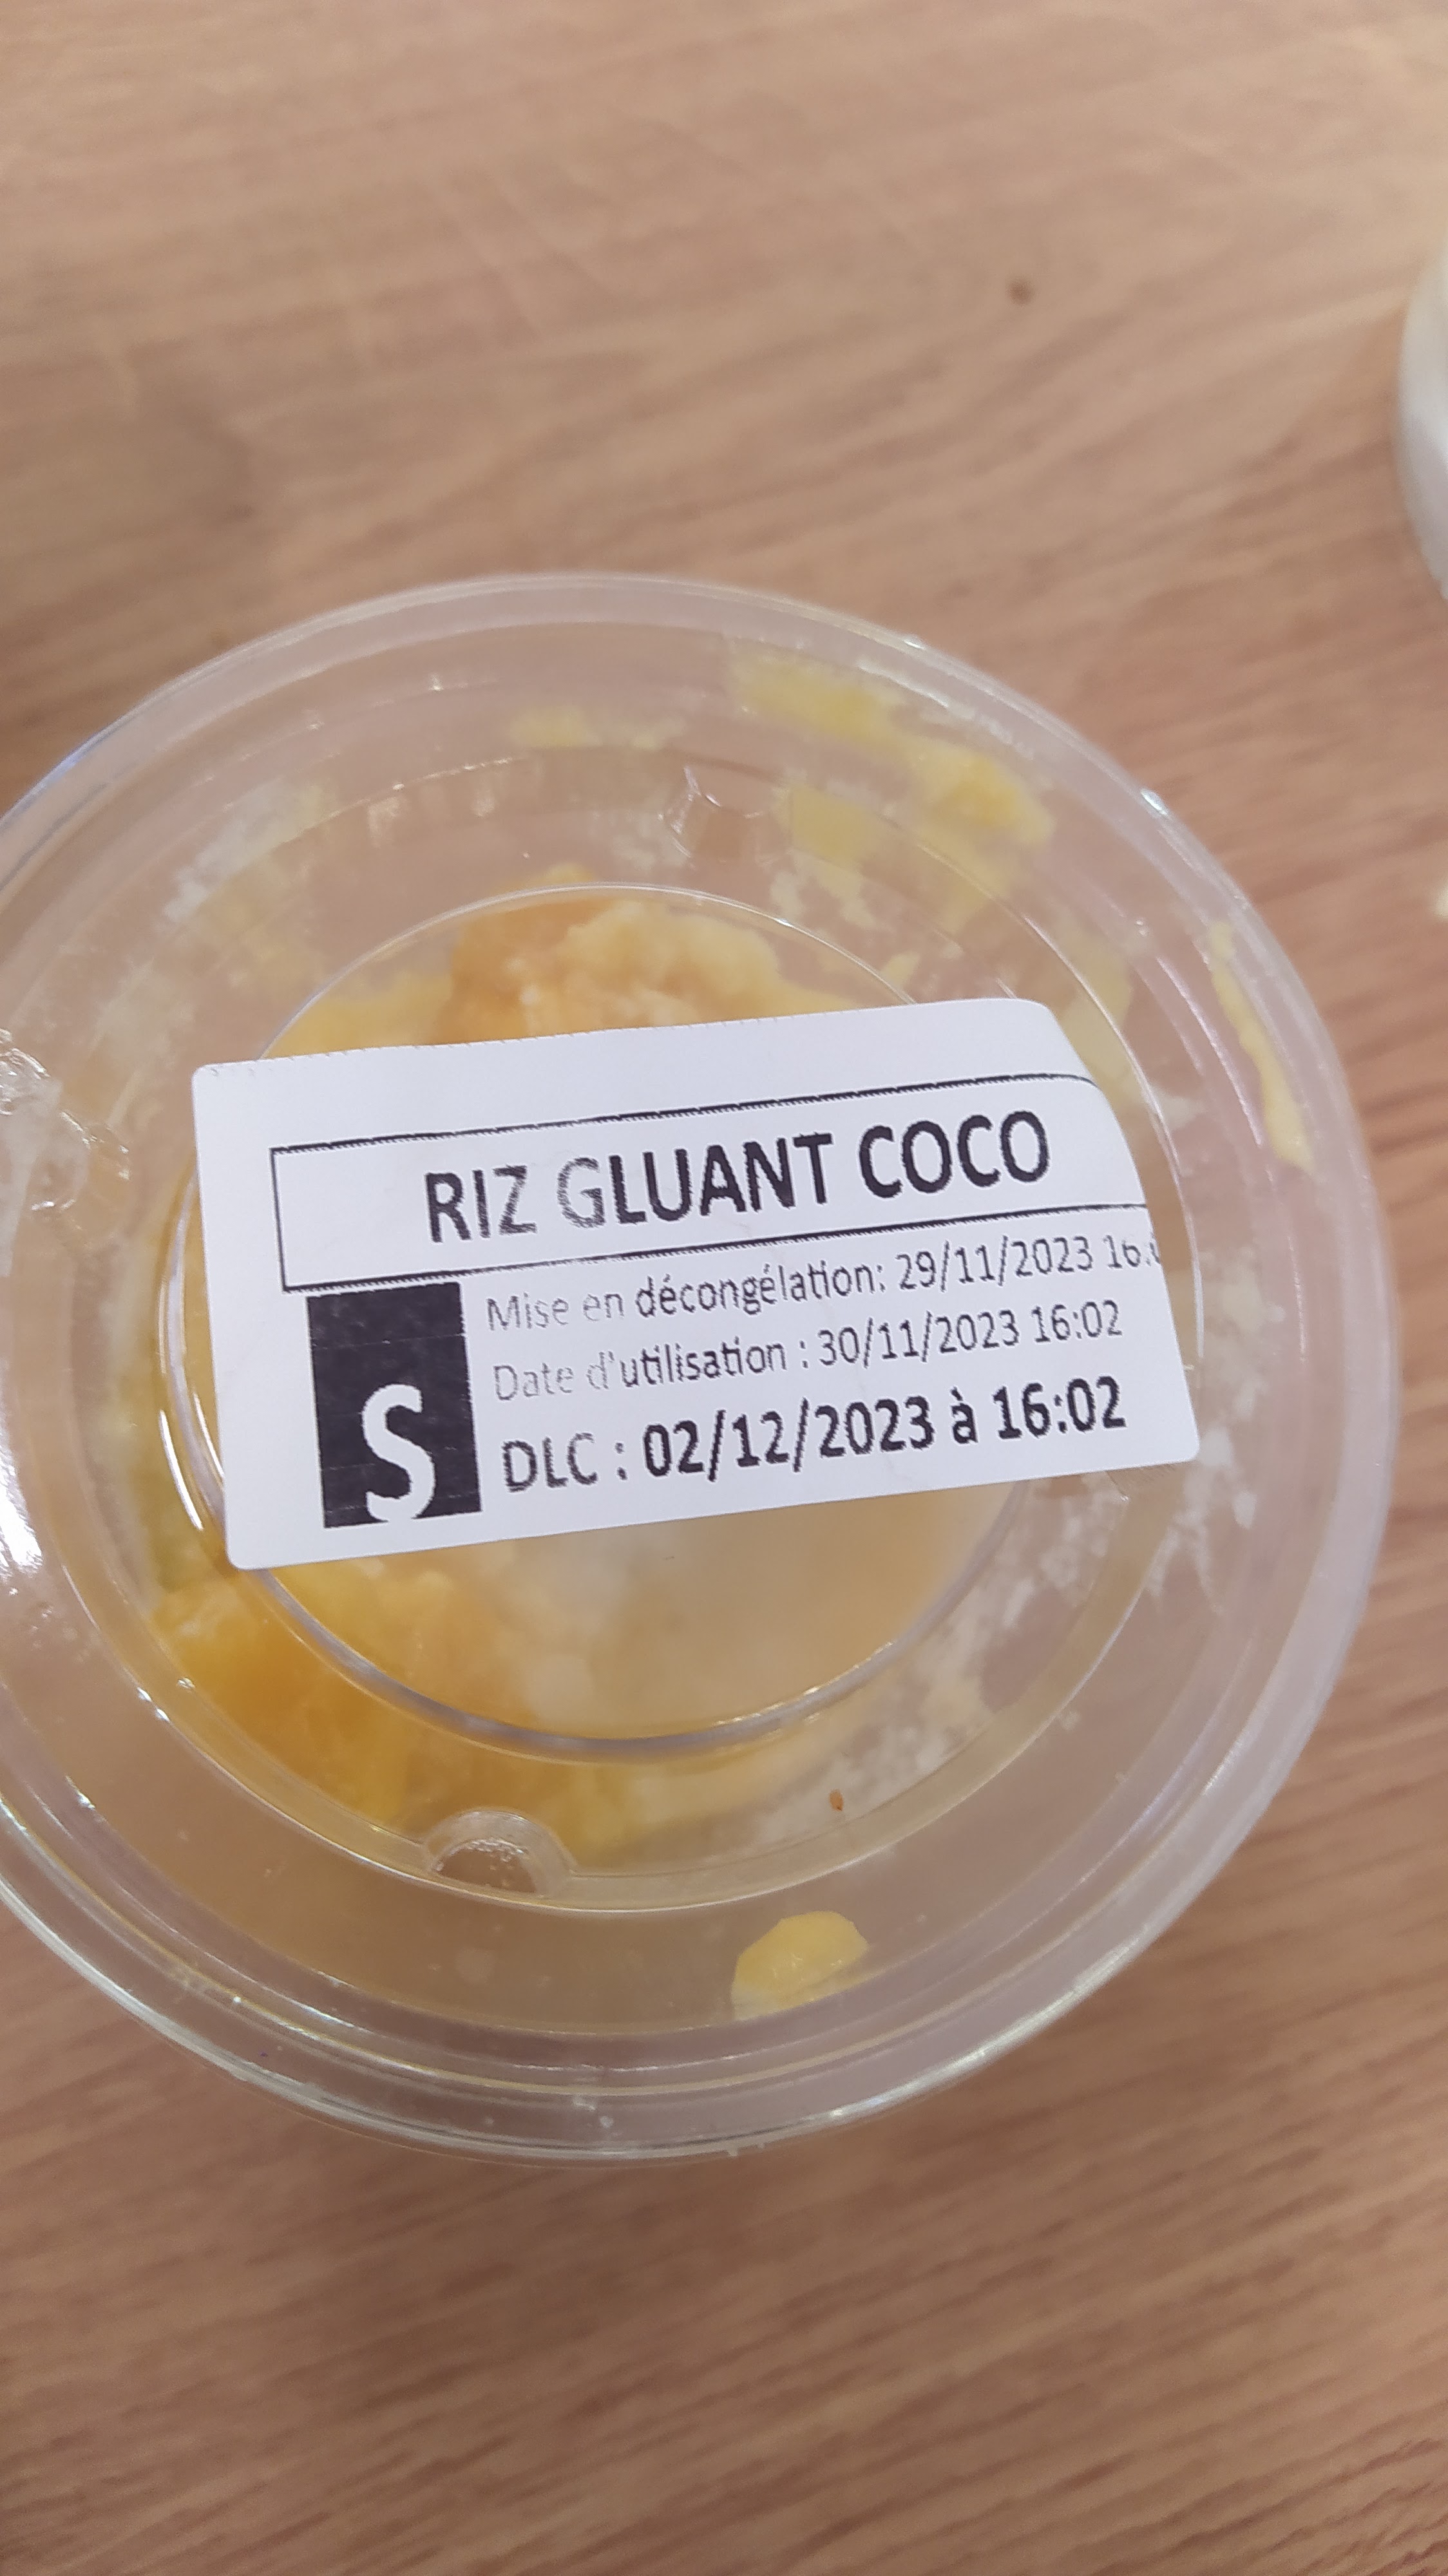 RIZ GLUANT COCO
Mise en décongélation: 29/11/2023
Date d'utilisation : 30/11/2023 16:02
S
DLC : 02/12/2023 à 16:02